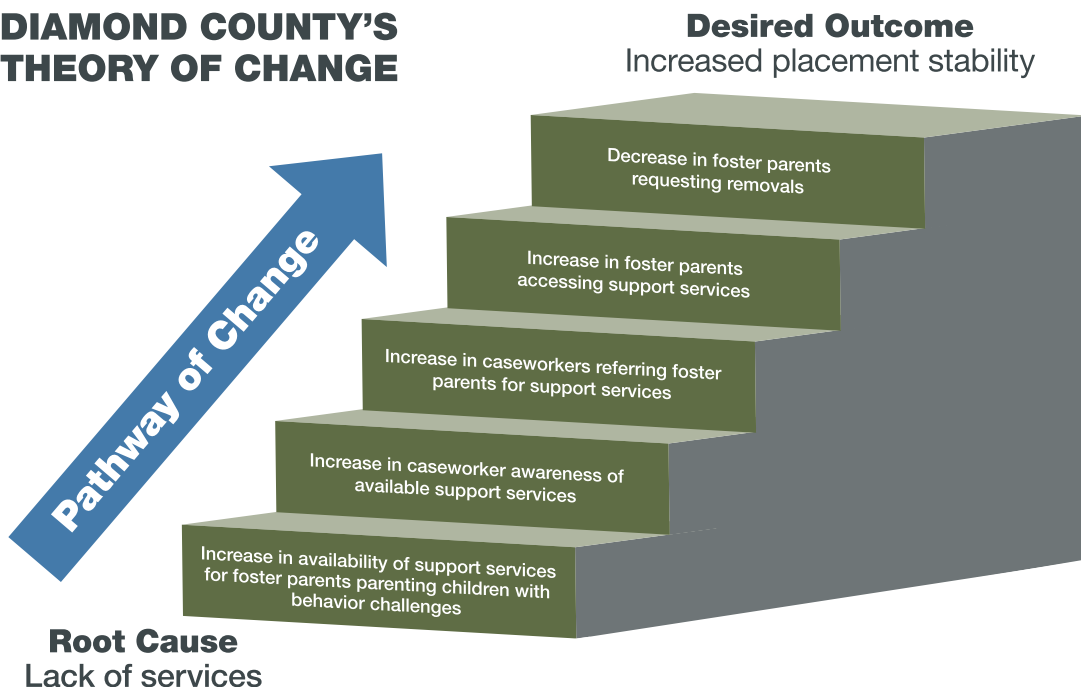 DIAMOND COUNTY'S
THEORY OF CHANGE
Desired Outcome
Increased placement stability
Decrease in foster parents
requesting removals
Increase in foster parents
accessing support services
Increase in caseworkers referring foster
parents for support services
Increase in caseworker awareness of
available support services
Increase in availability of support services
for foster parents parenting children with
behavior challenges
Pathway of Change
Root Cause
Lack of services